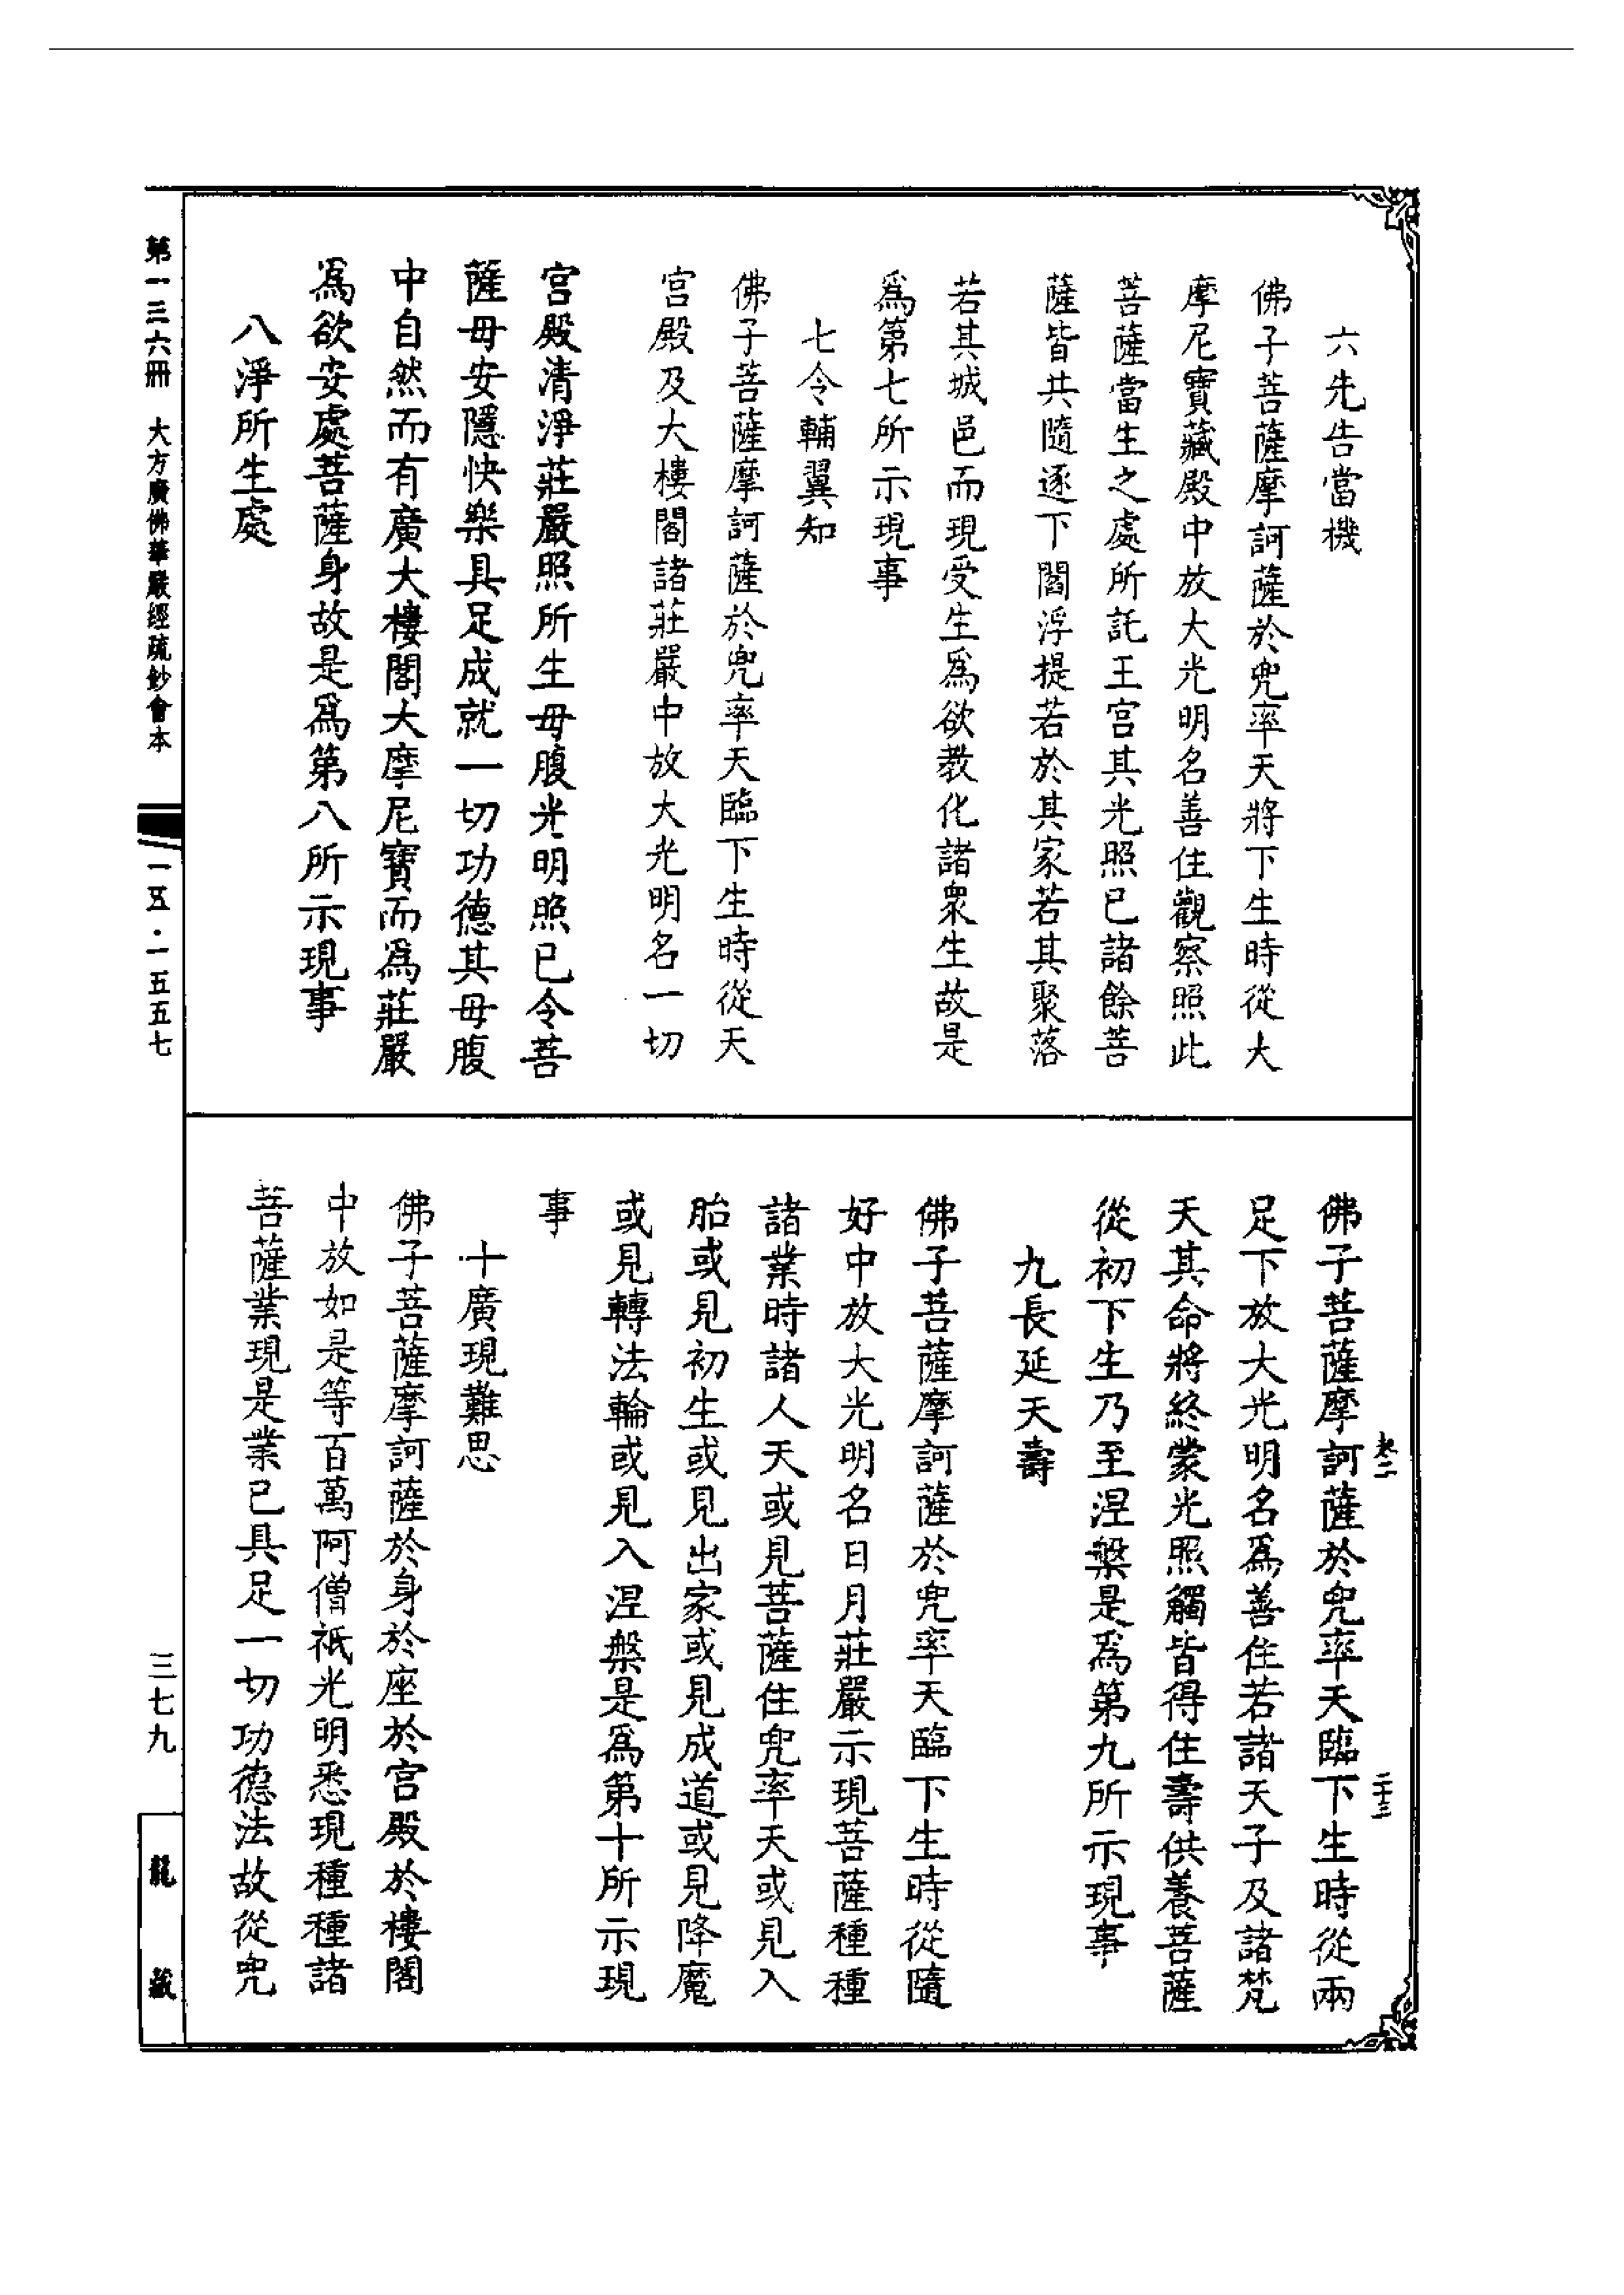 六先告當機
佛子菩薩摩訶薩於兜率天將下生時從大
摩尼寶藏殿中放大光明名善住觀察照此
菩薩當生之處所託王宮其光照已諸餘菩
薩皆共隨逐下閻浮提若於其家若其聚落
若其城邑而現受生爲欲教化諸衆生故是
爲第七所示現事
七令輔翼知
佛子菩薩摩訶薩於兜率天臨下生時從天
宮殿及大樓閣諸莊嚴中放大光明名一切
宮殿清淨莊嚴照所生母腹光明照已令菩
薩母安隱快樂具足成就一切功德其母腹
中自然而有廣大樓閣大摩尼寶而爲莊嚴
爲欲安處菩薩身故是爲第八所示現事
八淨所生處
佛子菩薩摩訶薩於兜率天臨下生時從兩
足下放大光明名爲善住若諸天子及諸梵
天其命將終蒙光照觸皆得住壽供養菩薩
從初下生乃至涅槃是爲第九所示現事
九長延天壽
佛子菩薩摩訶薩於兜率天臨下生時從隨
好中放大光明名日月莊嚴示現菩薩種種
諸業時諸人天或見菩薩住兜率天或見入
胎或見初生或見出家或見成道或見降魔
或見轉法輪或見入涅槃是爲第十所示現
事
十廣現難思
佛子菩薩摩訶薩於身於座於宮殿於樓閣
中放如是等百萬阿僧祇光明悉現種種諸
菩薩業現是業已具足一切功德法故從兜
二十三
第一三六冊 大方廣佛華嚴經疏鈔會本
一五・一五五七
三七九
龍藏